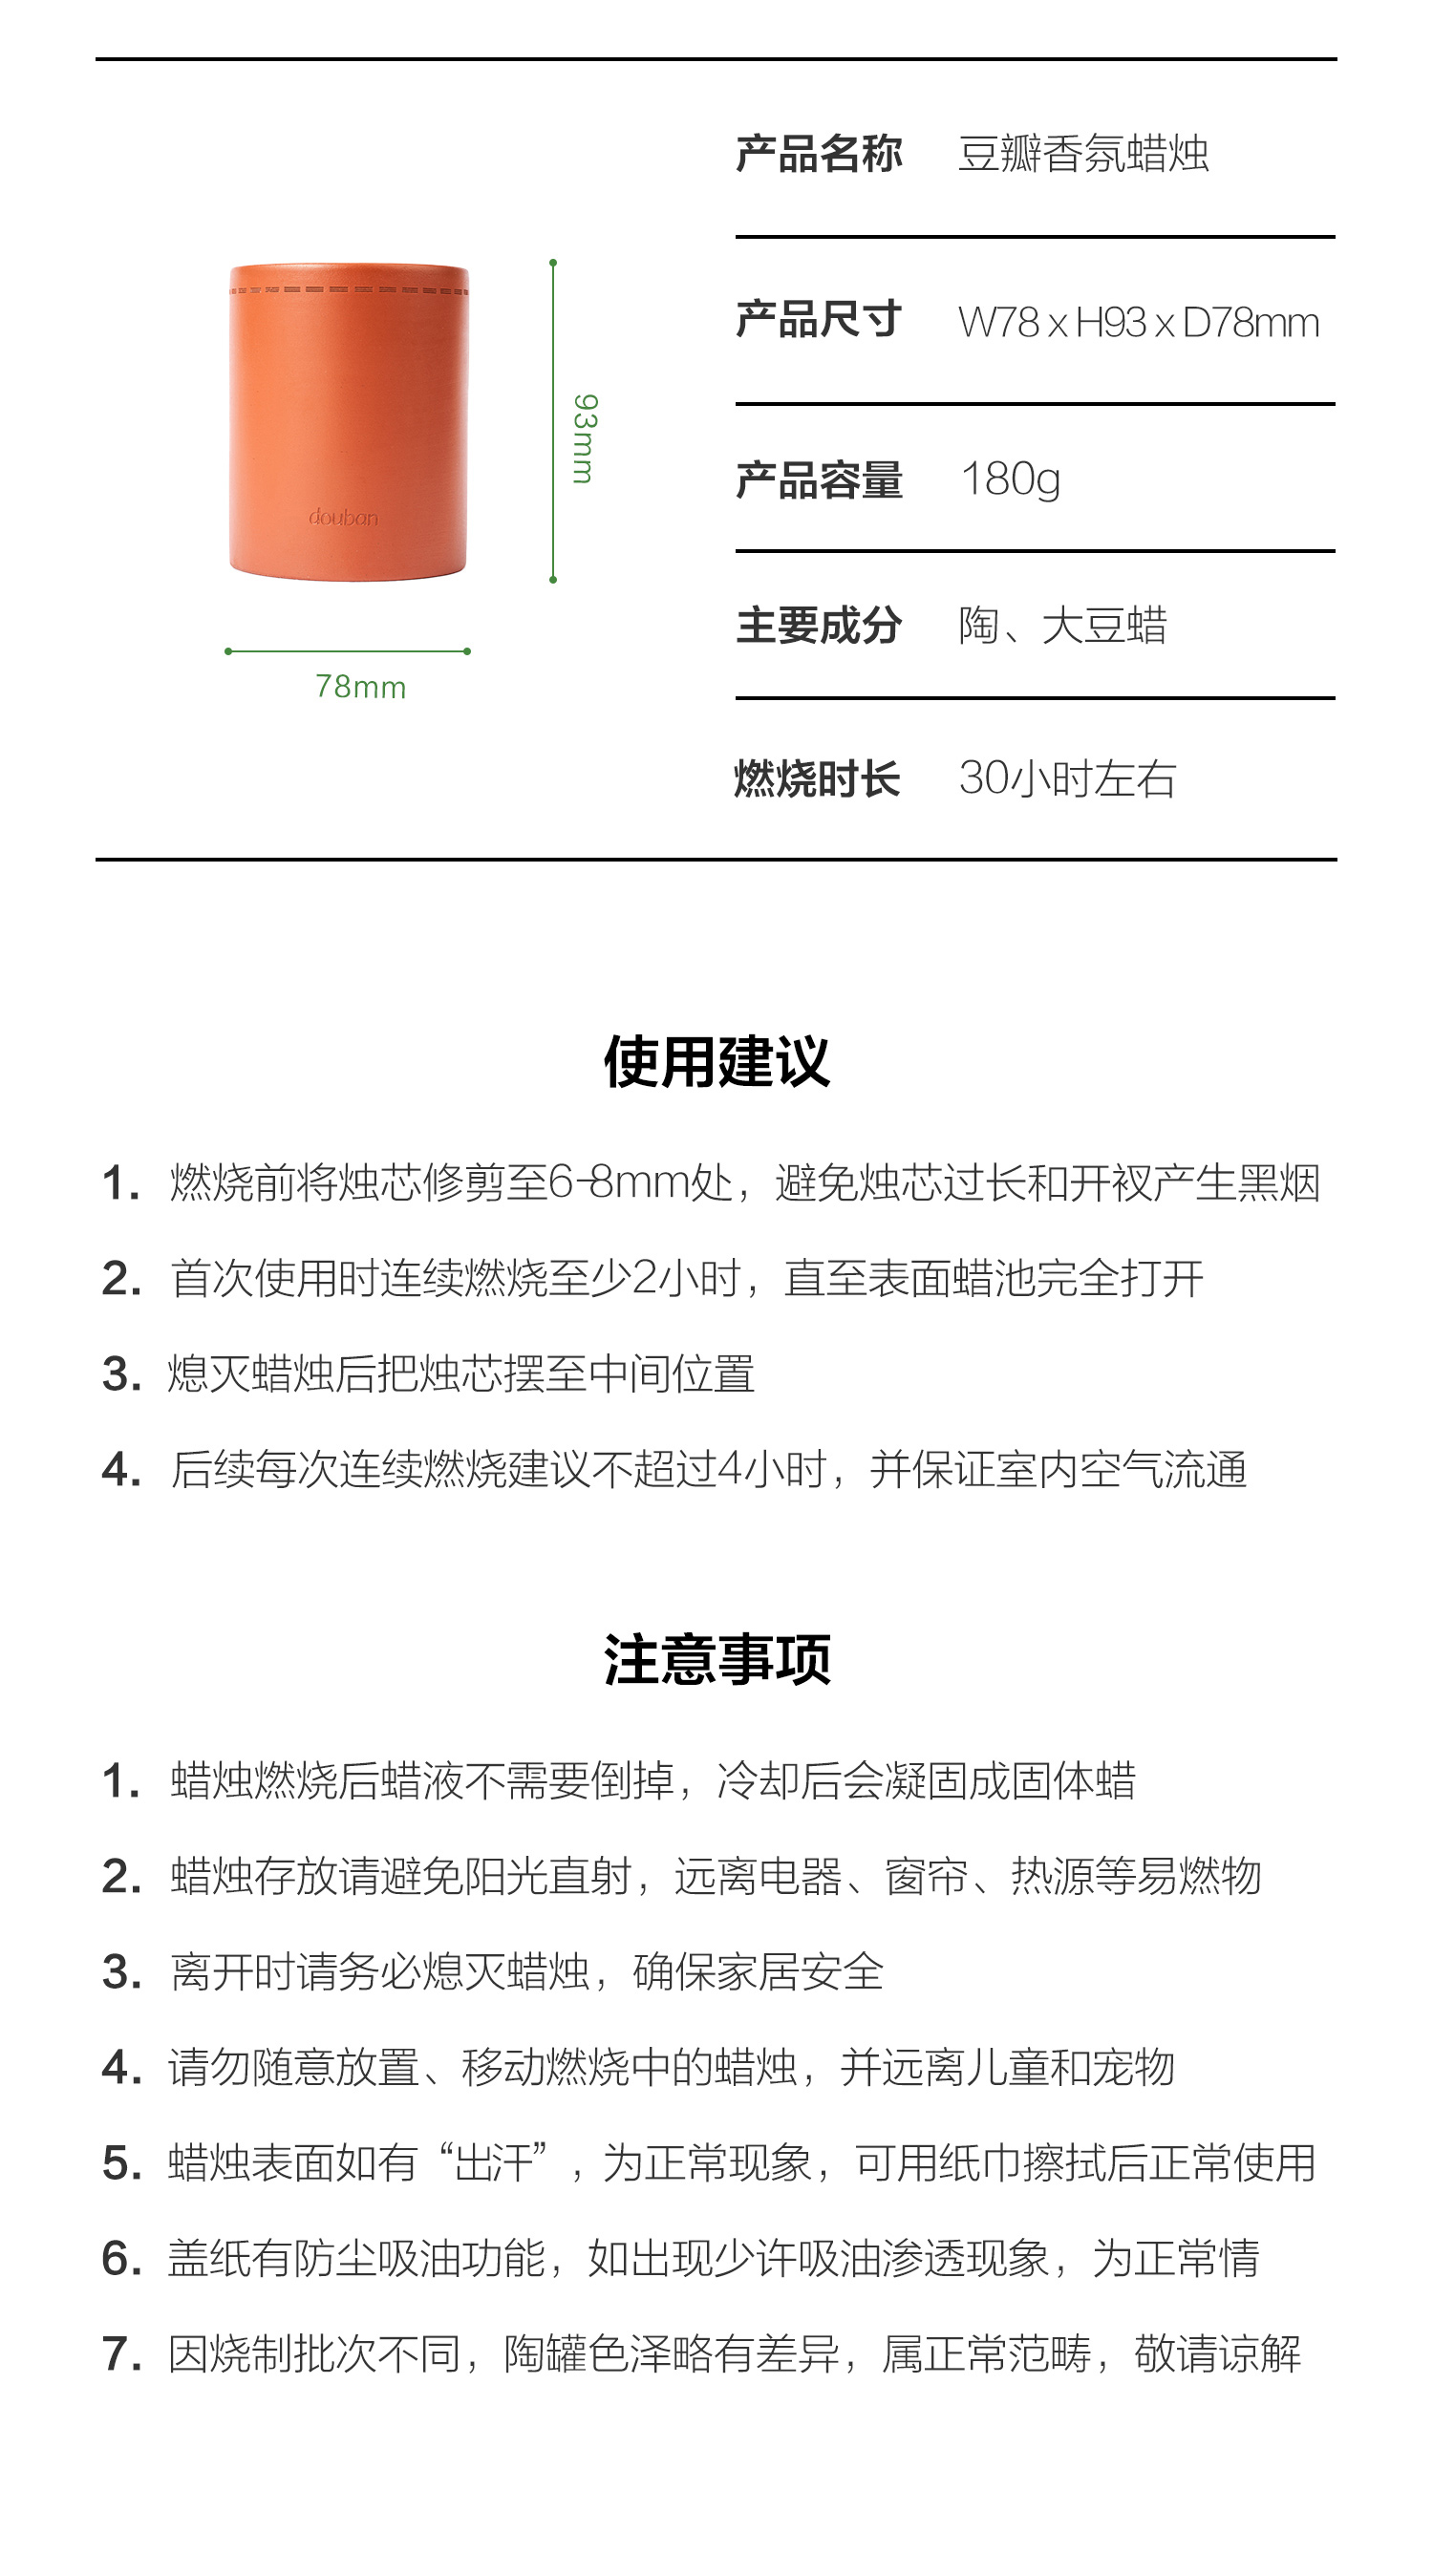 产品名称 豆瓣香氛蜡烛
产品尺寸 W78 x H93 x D78mm
产品容量 180g
主要成分 陶、大豆蜡
燃烧时长 30小时左右
douban
93mm
78mm
使用建议
1. 燃烧前将烛芯修剪至6-8mm处，避免烛芯过长和开衩产生黑烟
2. 首次使用时连续燃烧至少2小时，直至表面蜡池完全打开
3. 熄灭蜡烛后把烛芯摆至中间位置
4. 后续每次连续燃烧建议不超过4小时，并保证室内空气流通
注意事项
1. 蜡烛燃烧后蜡液不需要倒掉，冷却后会凝固成固体蜡
2. 蜡烛存放请避免阳光直射，远离电器、窗帘、热源等易燃物
3. 离开时请务必熄灭蜡烛，确保家居安全
4. 请勿随意放置、移动燃烧中的蜡烛，并远离儿童和宠物
5. 蜡烛表面如有“出汗”，为正常现象，可用纸巾擦拭后正常使用
6. 盖纸有防尘吸油功能，如出现少许吸油渗透现象，为正常情
7. 因烧制批次不同，陶罐色泽略有差异，属正常范畴，敬请谅解